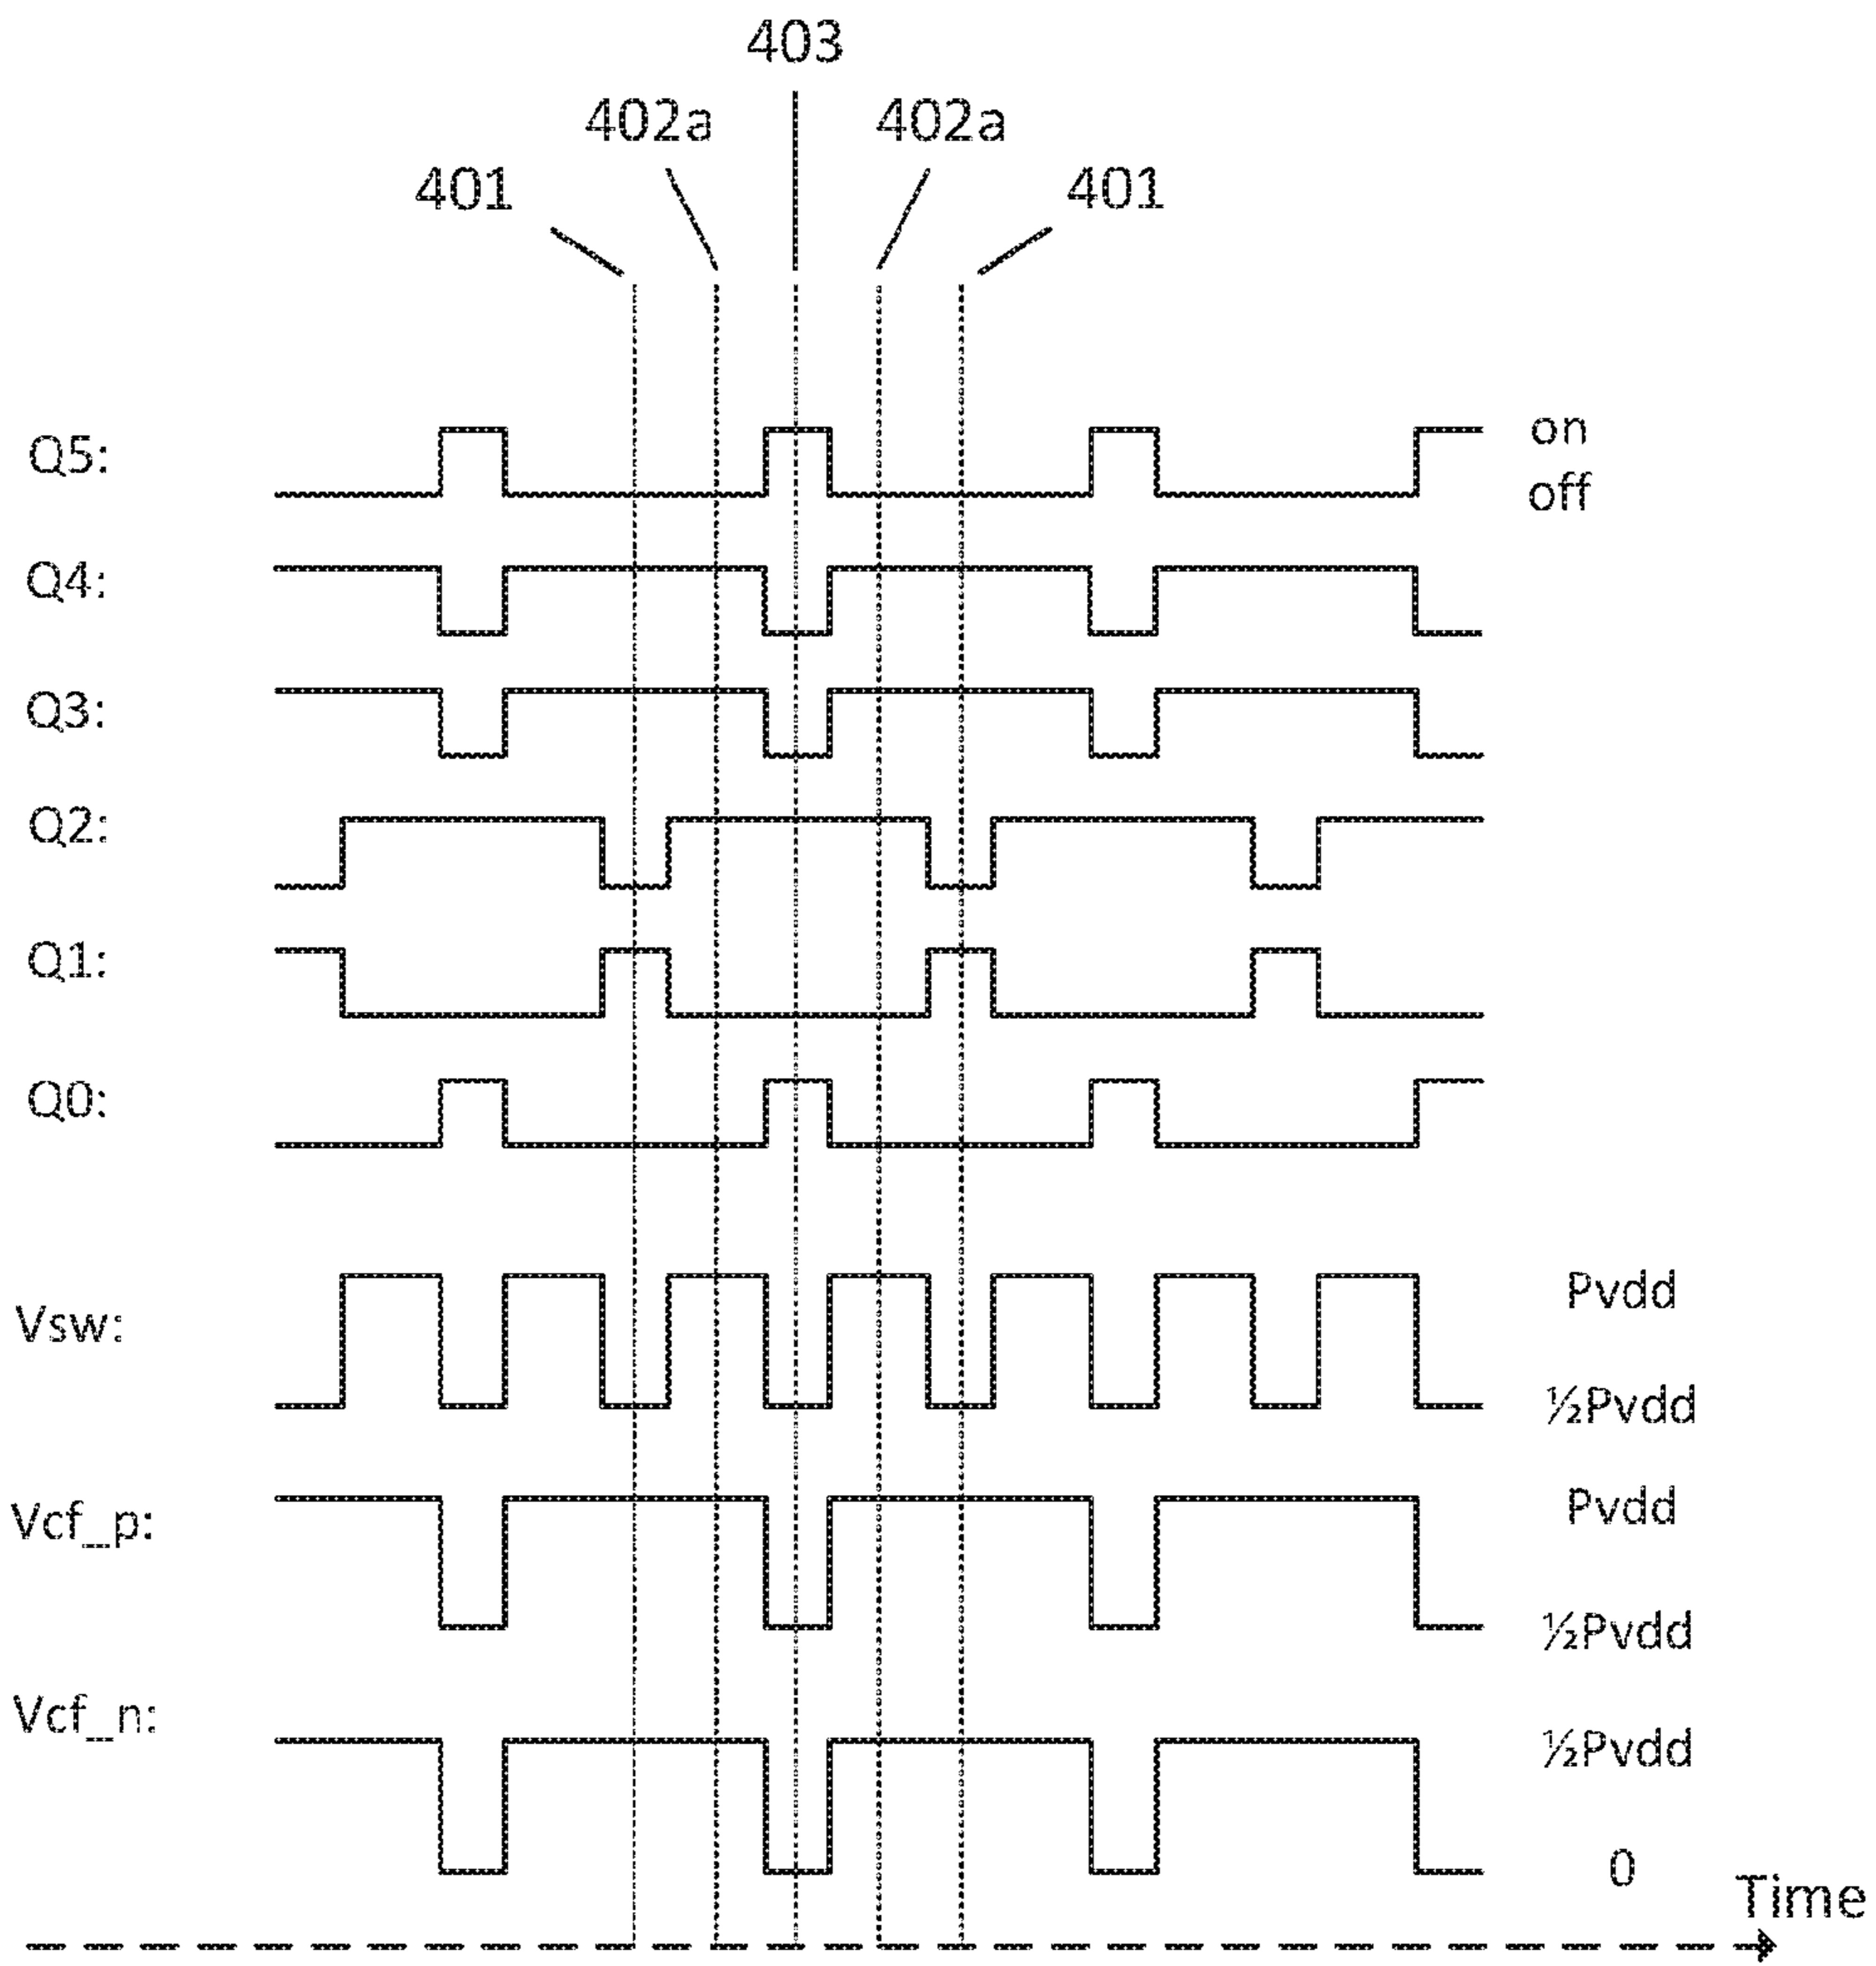 403
402a 402a
401 401
Q5: on
off
Q4:
Q3:
Q2:
Q1:
Q0:
Vsw: Pvdd
½Pvdd
Vcf_p: Pvdd
½Pvdd
Vcf_n: ½Pvdd
0
Time